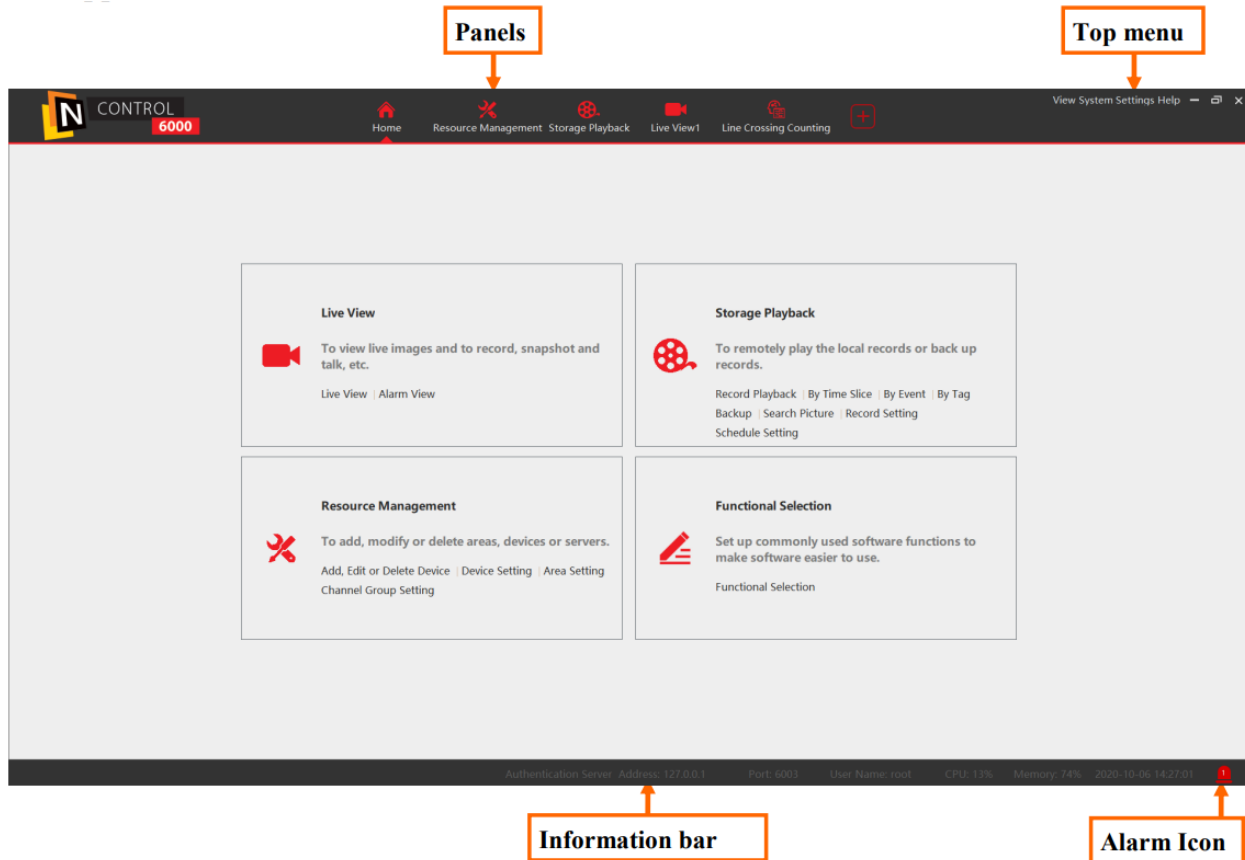 Panels
Top menu
N CONTROL
6000
Home
Resource Management
Storage Playback
Live View1
Line Crossing Counting
View System Settings Help
Live View
To view live images and to record, snapshot and
talk, etc.
Live View | Alarm View
Storage Playback
To remotely play the local records or back up
records.
Record Playback | By Time Slice | By Event | By Tag
Backup | Search Picture | Record Setting
Schedule Setting
Resource Management
To add, modify or delete areas, devices or servers.
Add, Edit or Delete Device | Device Setting | Area Setting
Channel Group Setting
Functional Selection
Set up commonly used software functions to
make software easier to use.
Functional Selection
Authentication Server Address: 127.0.0.1 Port: 6003 User Name: root CPU: 13% Memory: 74% 2020-10-06 14:27:01 1
Information bar
Alarm Icon